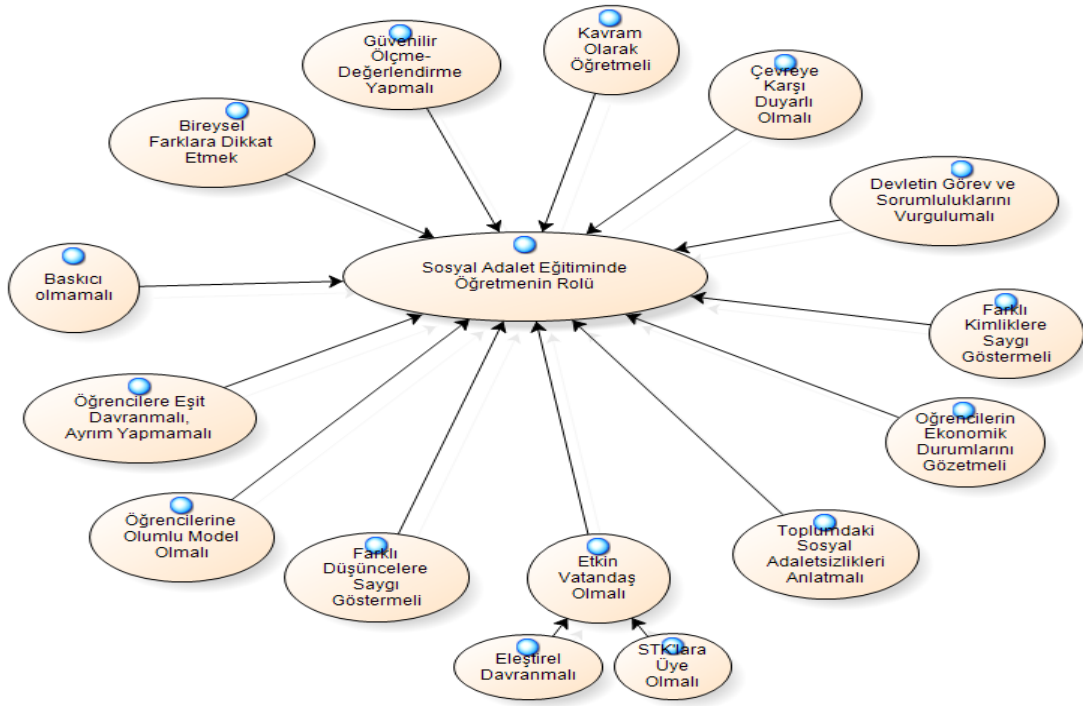 Güvenilir
Ölçme-
Değerlendirme
Yapmalı
Kavram
Olarak
Öğretmeli
Çevreye
Karşı
Duyarlı
Olmalı
Bireysel
Farklara Dikkat
Etmek
Devletin Görev ve
Sorumluluklarını
Vurgulumalı
Sosyal Adalet Eğitiminde
Öğretmenin Rolü
Baskıcı
olmamalı
Farklı
Kimliklere
Saygı
Göstermeli
Öğrencilere Eşit
Davranmalı,
Ayrım Yapmamalı
Öğrencilerin
Ekonomik
Durumlarını
Gözetmeli
Öğrencilerine
Olumlu Model
Olmalı
Farklı
Düşüncelere
Saygı
Göstermeli
Etkin
Vatandaş
Olmalı
Toplumdaki
Sosyal
Adaletsizlikleri
Anlatmalı
Eleştirel
Davranmalı
STK'lara
Üye
Olmalı